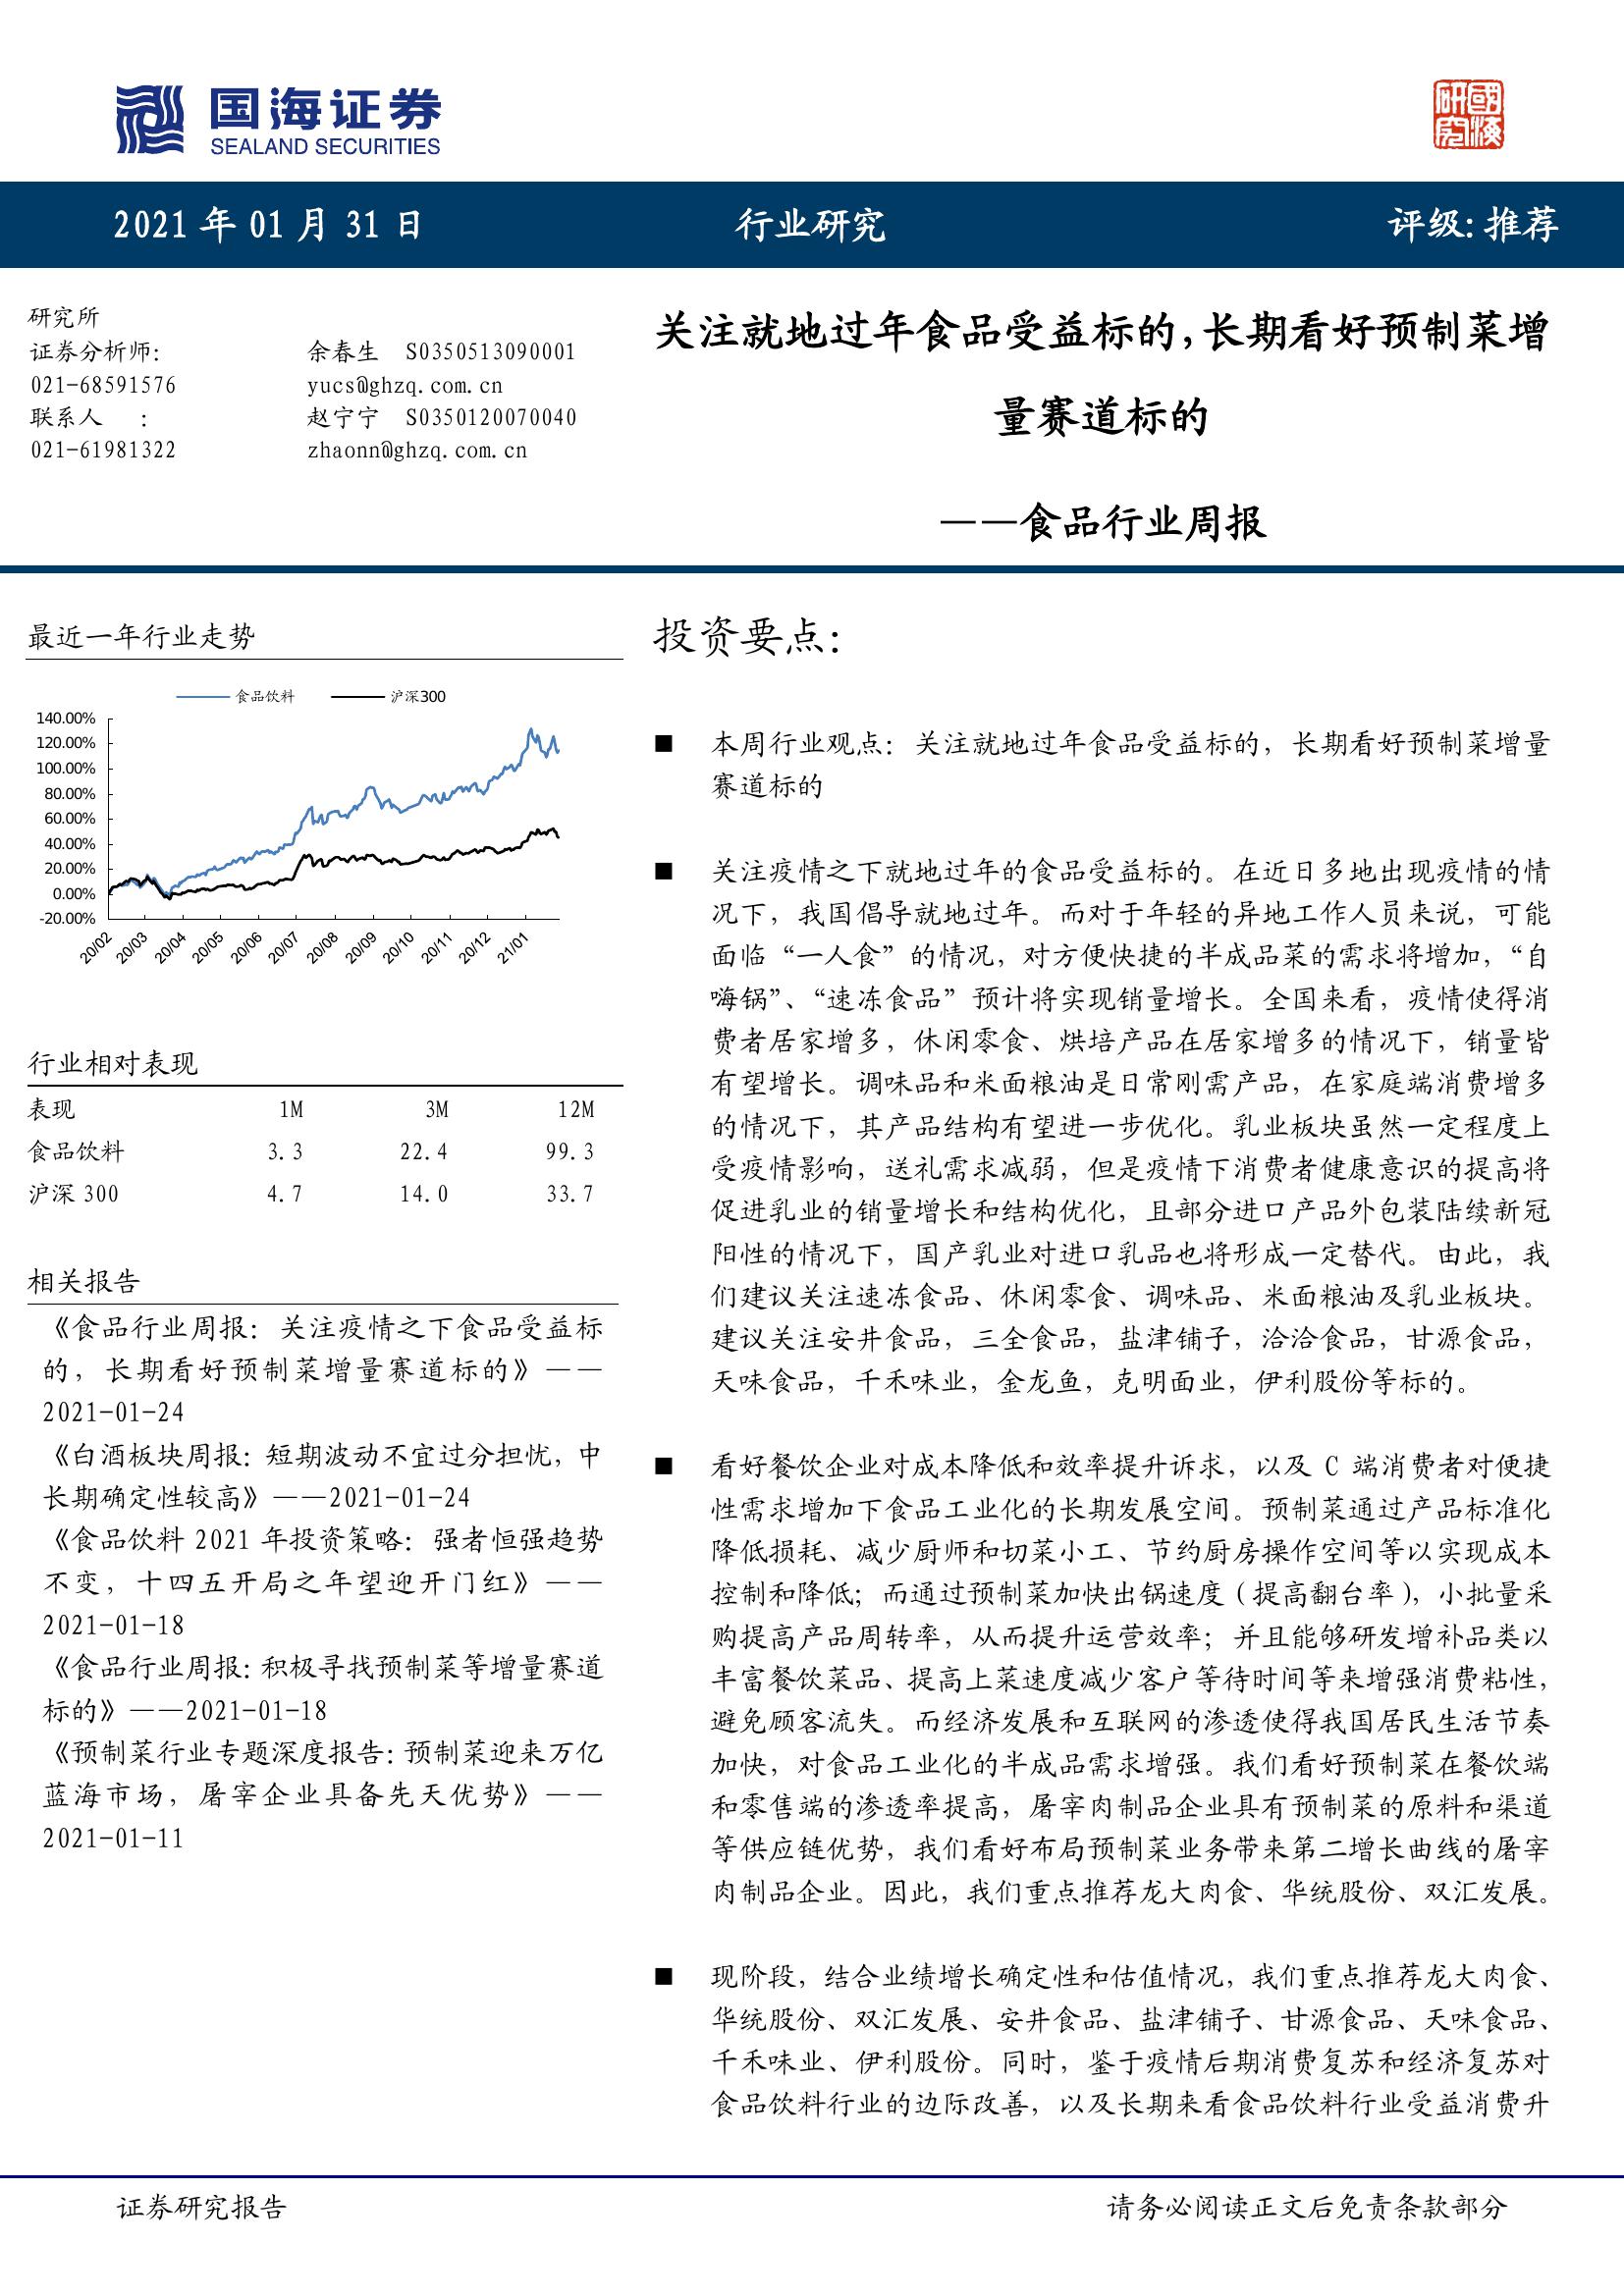 国海证券
SEALAND SECURITIES
國海
研究
2021 年 01 月 31 日
行业研究
评级:推荐
研究所
证券分析师: 余春生 S0350513090001
021-68591576 yucs@ghzq.com.cn
联系人 : 赵宁宁 S0350120070040
021-61981322 zhaonn@ghzq.com.cn
关注就地过年食品受益标的,长期看好预制菜增
量赛道标的
——食品行业周报
最近一年行业走势
食品饮料 沪深300
140.00%
120.00%
100.00%
80.00%
60.00%
40.00%
20.00%
0.00%
-20.00%
20/02 20/03 20/04 20/05 20/06 20/07 20/08 20/09 20/10 20/11 20/12 21/01
行业相对表现
表现 1M 3M 12M
食品饮料 3.3 22.4 99.3
沪深 300 4.7 14.0 33.7
相关报告
《食品行业周报：关注疫情之下食品受益标
的，长期看好预制菜增量赛道标的》——
2021-01-24
《白酒板块周报：短期波动不宜过分担忧，中
长期确定性较高》——2021-01-24
《食品饮料 2021 年投资策略：强者恒强趋势
不变，十四五开局之年望迎开门红》——
2021-01-18
《食品行业周报：积极寻找预制菜等增量赛道
标的》——2021-01-18
《预制菜行业专题深度报告：预制菜迎来万亿
蓝海市场，屠宰企业具备先天优势》——
2021-01-11
投资要点：
■ 本周行业观点：关注就地过年食品受益标的，长期看好预制菜增量
赛道标的
■ 关注疫情之下就地过年的食品受益标的。在近日多地出现疫情的情
况下，我国倡导就地过年。而对于年轻的异地工作人员来说，可能
面临“一人食”的情况，对方便快捷的半成品菜的需求将增加，“自
嗨锅”、“速冻食品”预计将实现销量增长。全国来看，疫情使得消
费者居家增多，休闲零食、烘培产品在居家增多的情况下，销量皆
有望增长。调味品和米面粮油是日常刚需产品，在家庭端消费增多
的情况下，其产品结构有望进一步优化。乳业板块虽然一定程度上
受疫情影响，送礼需求减弱，但是疫情下消费者健康意识的提高将
促进乳业的销量增长和结构优化，且部分进口产品外包装陆续新冠
阳性的情况下，国产乳业对进口乳品也将形成一定替代。由此，我
们建议关注速冻食品、休闲零食、调味品、米面粮油及乳业板块。
建议关注安井食品，三全食品，盐津铺子，洽洽食品，甘源食品，
天味食品，千禾味业，金龙鱼，克明面业，伊利股份等标的。
■ 看好餐饮企业对成本降低和效率提升诉求，以及 C 端消费者对便捷
性需求增加下食品工业化的长期发展空间。预制菜通过产品标准化
降低损耗、减少厨师和切菜小工、节约厨房操作空间等以实现成本
控制和降低；而通过预制菜加快出锅速度（提高翻台率），小批量采
购提高产品周转率，从而提升运营效率；并且能够研发增补品类以
丰富餐饮菜品、提高上菜速度减少客户等待时间等来增强消费粘性，
避免顾客流失。而经济发展和互联网的渗透使得我国居民生活节奏
加快，对食品工业化的半成品需求增强。我们看好预制菜在餐饮端
和零售端的渗透率提高，屠宰肉制品企业具有预制菜的原料和渠道
等供应链优势，我们看好布局预制菜业务带来第二增长曲线的屠宰
肉制品企业。因此，我们重点推荐龙大肉食、华统股份、双汇发展。
■ 现阶段，结合业绩增长确定性和估值情况，我们重点推荐龙大肉食、
华统股份、双汇发展、安井食品、盐津铺子、甘源食品、天味食品、
千禾味业、伊利股份。同时，鉴于疫情后期消费复苏和经济复苏对
食品饮料行业的边际改善，以及长期来看食品饮料行业受益消费升
证券研究报告
请务必阅读正文后免责条款部分